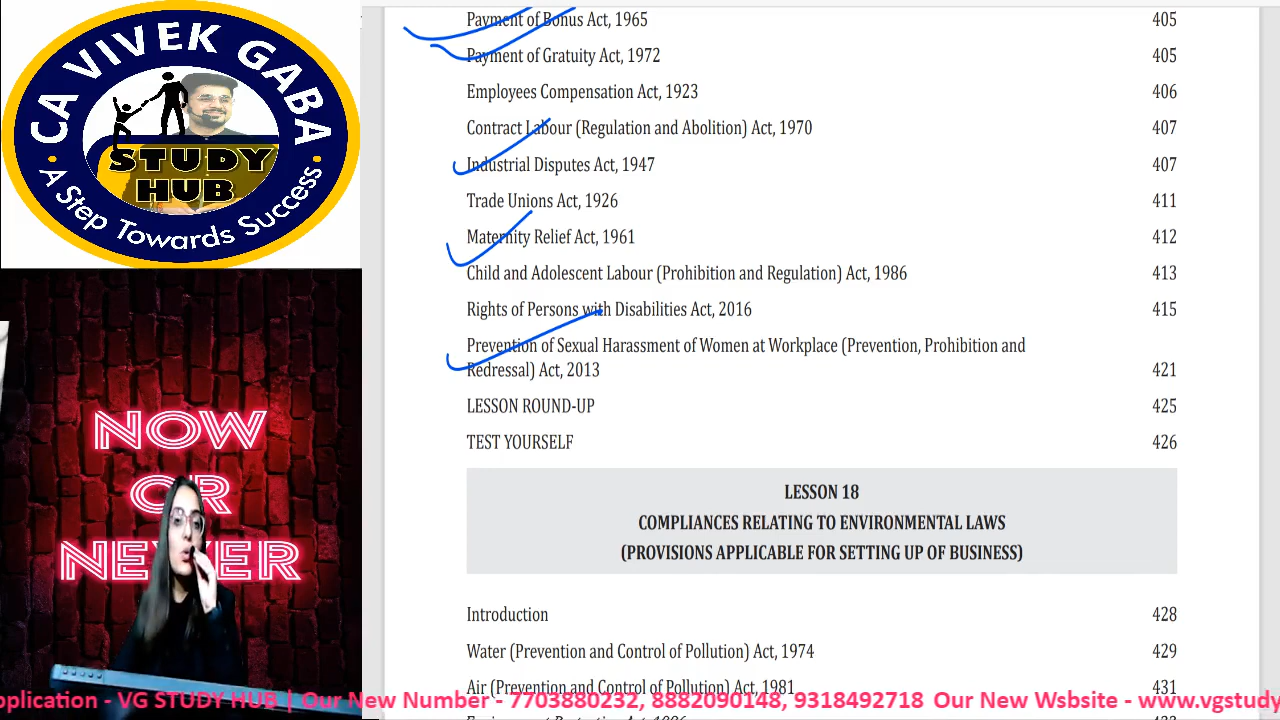 CA VIVEK GABA
STUDY
HUB
A Step Towards Success
NOW
OR
NEVER
Payment of Bonus Act, 1965 405
Payment of Gratuity Act, 1972 405
Employees Compensation Act, 1923 406
Contract Labour (Regulation and Abolition) Act, 1970 407
Industrial Disputes Act, 1947 407
Trade Unions Act, 1926 411
Maternity Relief Act, 1961 412
Child and Adolescent Labour (Prohibition and Regulation) Act, 1986 413
Rights of Persons with Disabilities Act, 2016 415
Prevention of Sexual Harassment of Women at Workplace (Prevention, Prohibition and
Redressal) Act, 2013 421
LESSON ROUND-UP 425
TEST YOURSELF 426
LESSON 18
COMPLIANCES RELATING TO ENVIRONMENTAL LAWS
(PROVISIONS APPLICABLE FOR SETTING UP OF BUSINESS)
Introduction 428
Water (Prevention and Control of Pollution) Act, 1974 429
Air (Prevention and Control of Pollution) Act, 1981 431
pplication - VG STUDY HUB | Our New Number - 7703880232, 8882090148, 9318492718 Our New Wsbsite - www.vgstudy